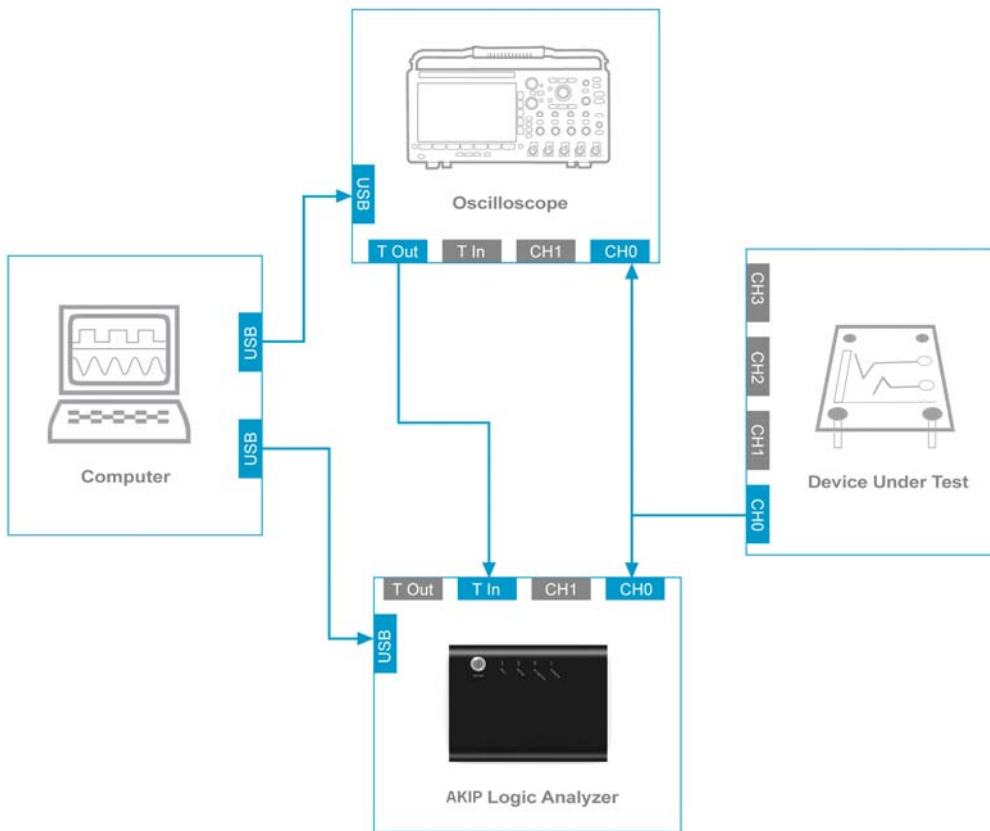 USB
Oscilloscope
T Out
T In
CH1
CH0
USB
USB
Computer
CH3
CH2
CH1
CH0
Device Under Test
T Out
T In
CH1
CH0
USB
AKIP Logic Analyzer